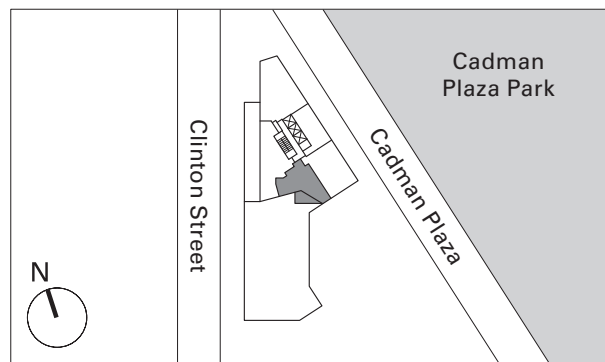 Cadman
Plaza Park
Clinton Street
Cadman Plaza
N